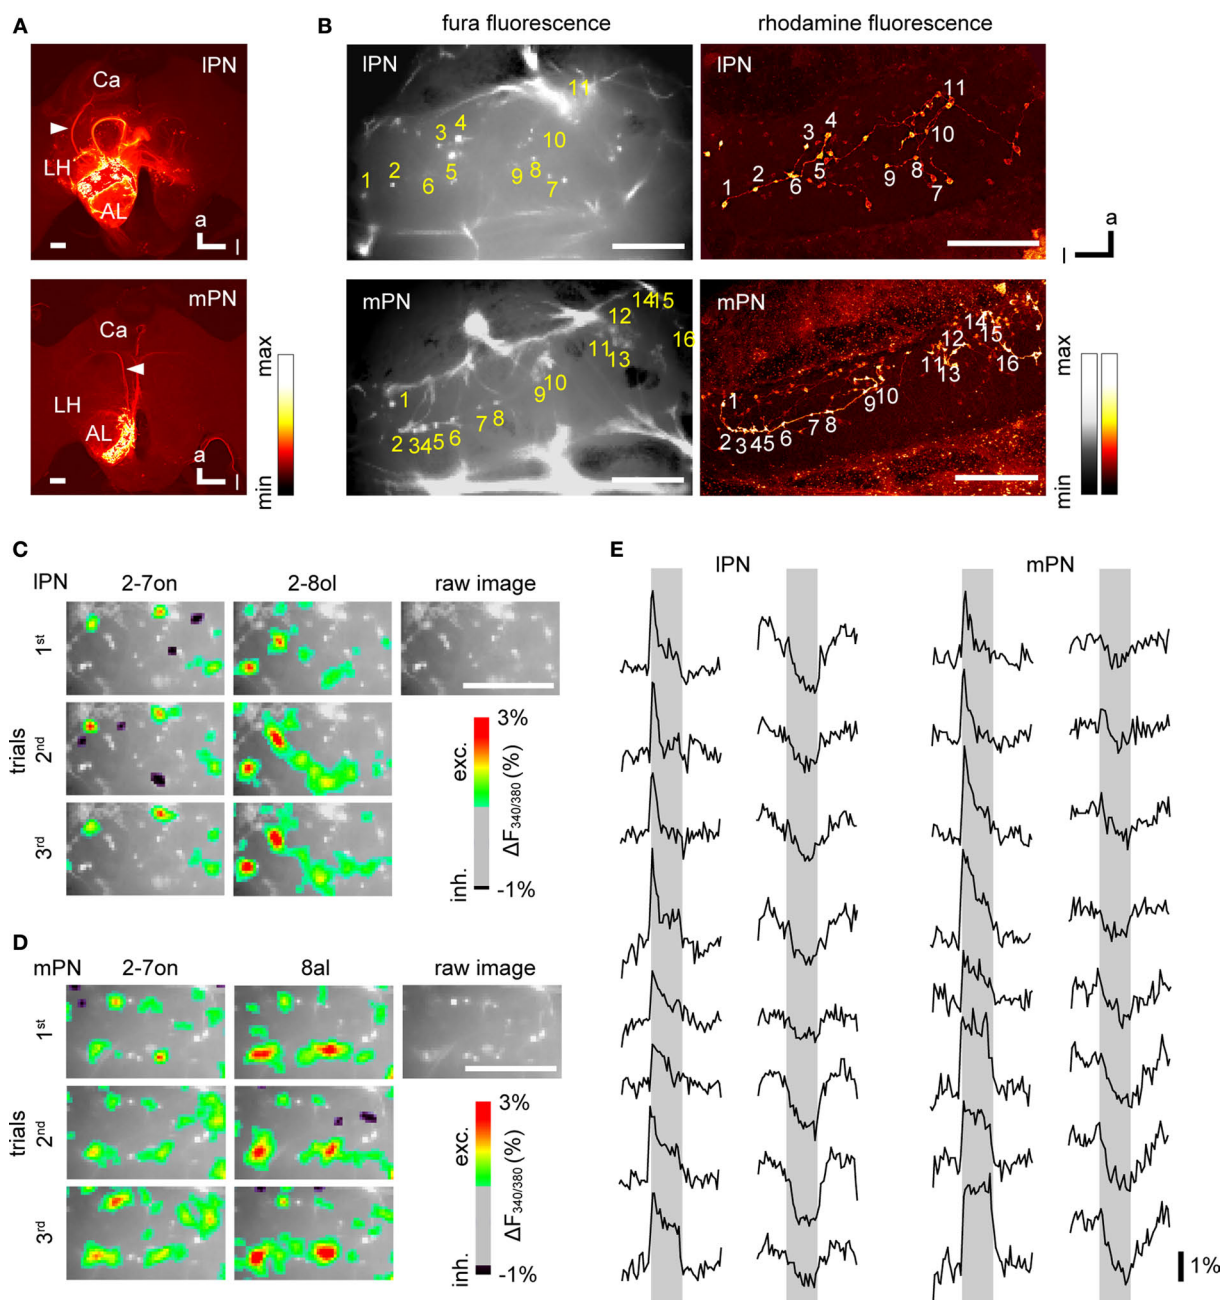 A
lPN
Ca
LH
AL
a
l
mPN
Ca
LH
AL
a
l
max
min
B
fura fluorescence
rhodamine fluorescence
lPN
11
4
3
10
5
8
2
6
9
7
1
lPN
11
3
4
10
2
5
8
1
6
9
7
a
l
mPN
14
15
12
16
11
13
10
9
1
8
7
6
2
3
4
5
mPN
14
12
15
16
11
13
10
9
1
8
7
6
2
3
4
5
max
min
C
lPN
2-7on
2-8ol
raw image
1st
2nd
3rd
trials
3%
exc.
ΔF340/380 (%)
inh.
-1%
D
mPN
2-7on
8al
raw image
1st
2nd
3rd
trials
3%
exc.
ΔF340/380 (%)
inh.
-1%
E
lPN
mPN
1%